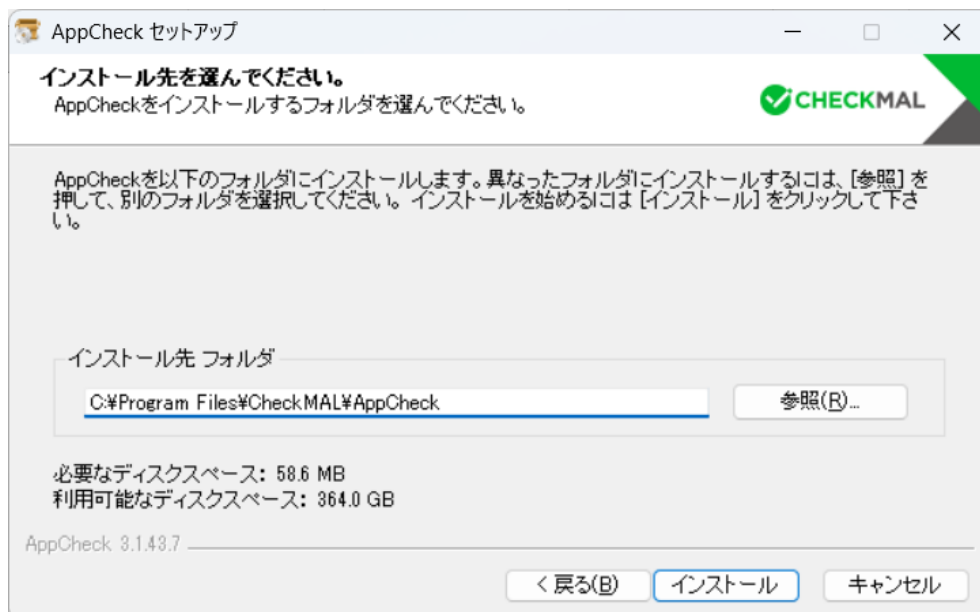 AppCheck セットアップ
インストール先を選んでください。
AppCheckをインストールするフォルダを選んでください。
CHECKMAL
AppCheckを以下のフォルダにインストールします。異なったフォルダにインストールするには、[参照] を
押して、別のフォルダを選択してください。 インストールを始めるには [インストール] をクリックして下さ
い。
インストール先 フォルダ
C:¥Program Files¥CheckMAL¥AppCheck
参照(R)...
必要なディスクスペース: 58.6 MB
利用可能なディスクスペース: 364.0 GB
AppCheck 3.1.43.7
< 戻る(B)
インストール
キャンセル